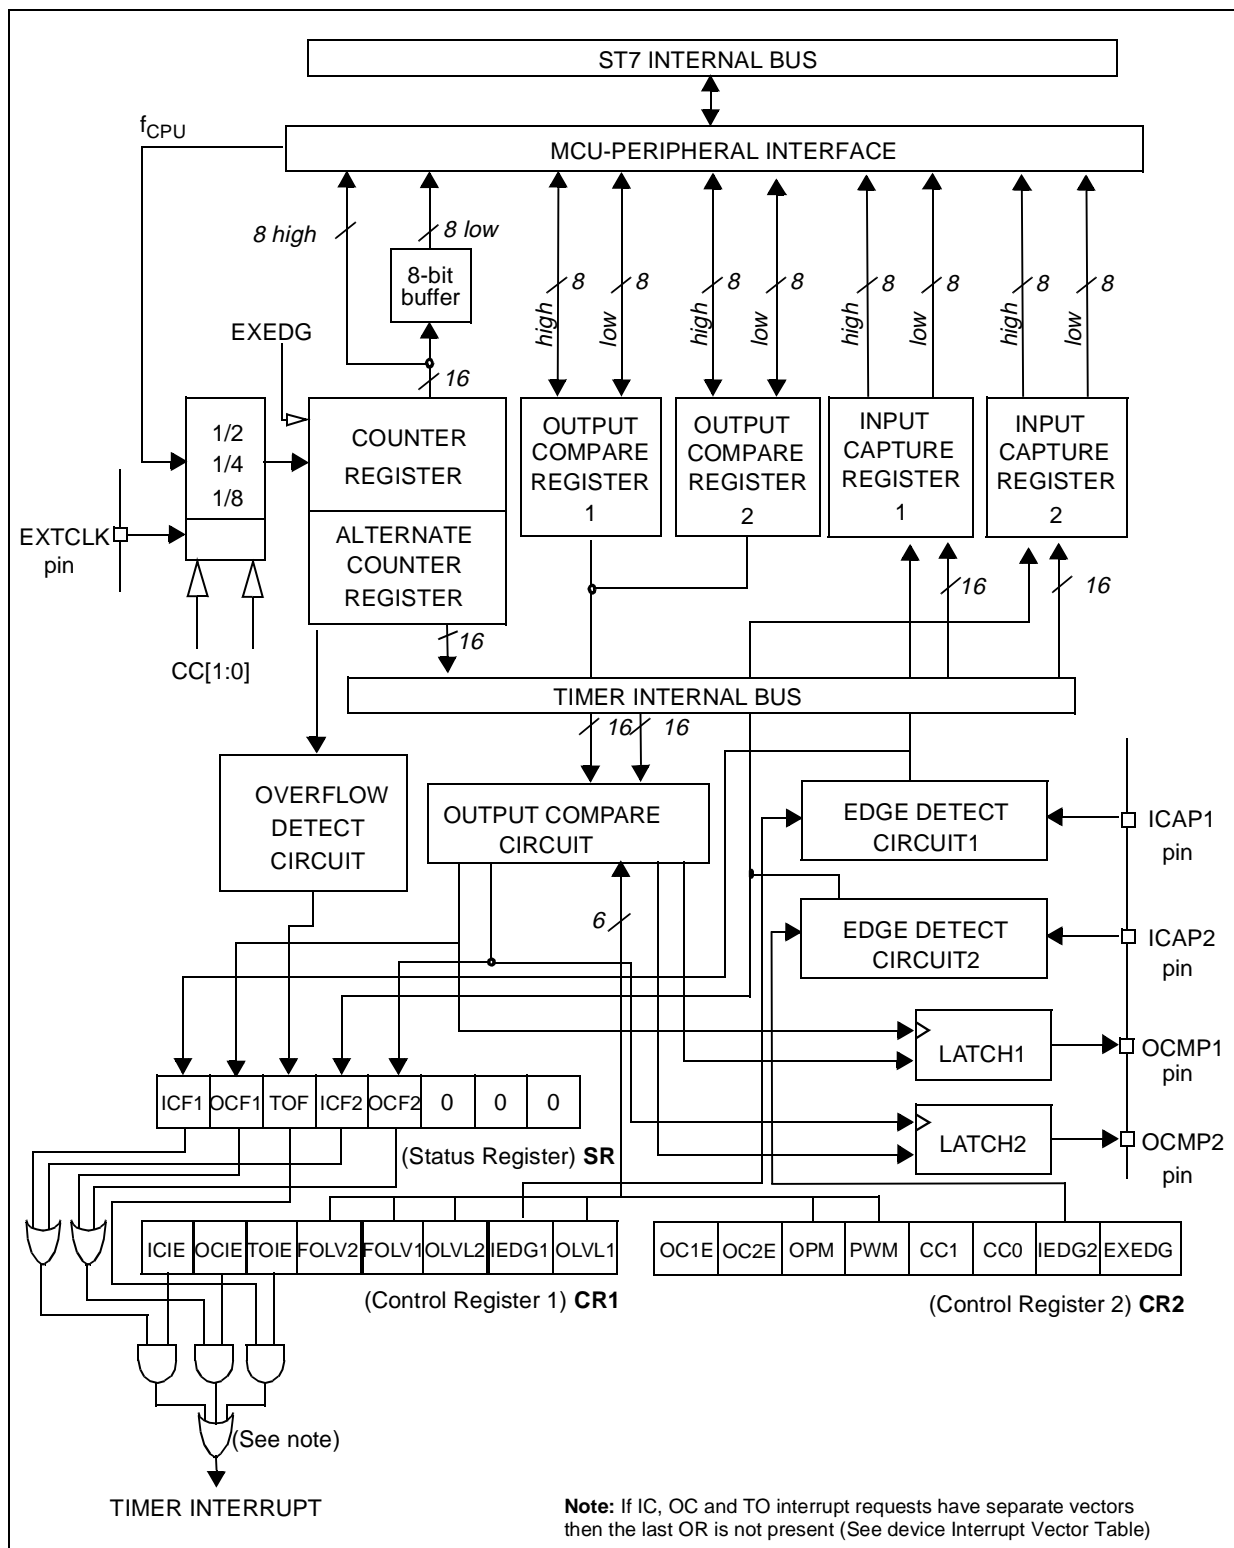 ST7 INTERNAL BUS
fCPU
MCU-PERIPHERAL INTERFACE
8 high
8 low
8-bit
buffer
8
8
8
8
8
8
8
8
high
low
high
low
high
low
high
low
EXEDG
16
1/2
1/4
1/8
COUNTER
REGISTER
ALTERNATE
COUNTER
REGISTER
OUTPUT
COMPARE
REGISTER
1
OUTPUT
COMPARE
REGISTER
2
INPUT
CAPTURE
REGISTER
1
INPUT
CAPTURE
REGISTER
2
EXTCLK
pin
16
16
16
CC[1:0]
TIMER INTERNAL BUS
16
16
OVERFLOW
DETECT
CIRCUIT
OUTPUT COMPARE
CIRCUIT
EDGE DETECT
CIRCUIT1
ICAP1
pin
6
EDGE DETECT
CIRCUIT2
ICAP2
pin
LATCH1
OCMP1
pin
ICF1 OCF1 TOF ICF2 OCF2 0 0 0
(Status Register) SR
LATCH2
OCMP2
pin
ICIE OCIE TOIE FOLV2 FOLV1 OLVL2 IEDG1 OLVL1
(Control Register 1) CR1
OC1E OC2E OPM PWM CC1 CC0 IEDG2 EXEDG
(Control Register 2) CR2
(See note)
TIMER INTERRUPT
Note: If IC, OC and TO interrupt requests have separate vectors
then the last OR is not present (See device Interrupt Vector Table)